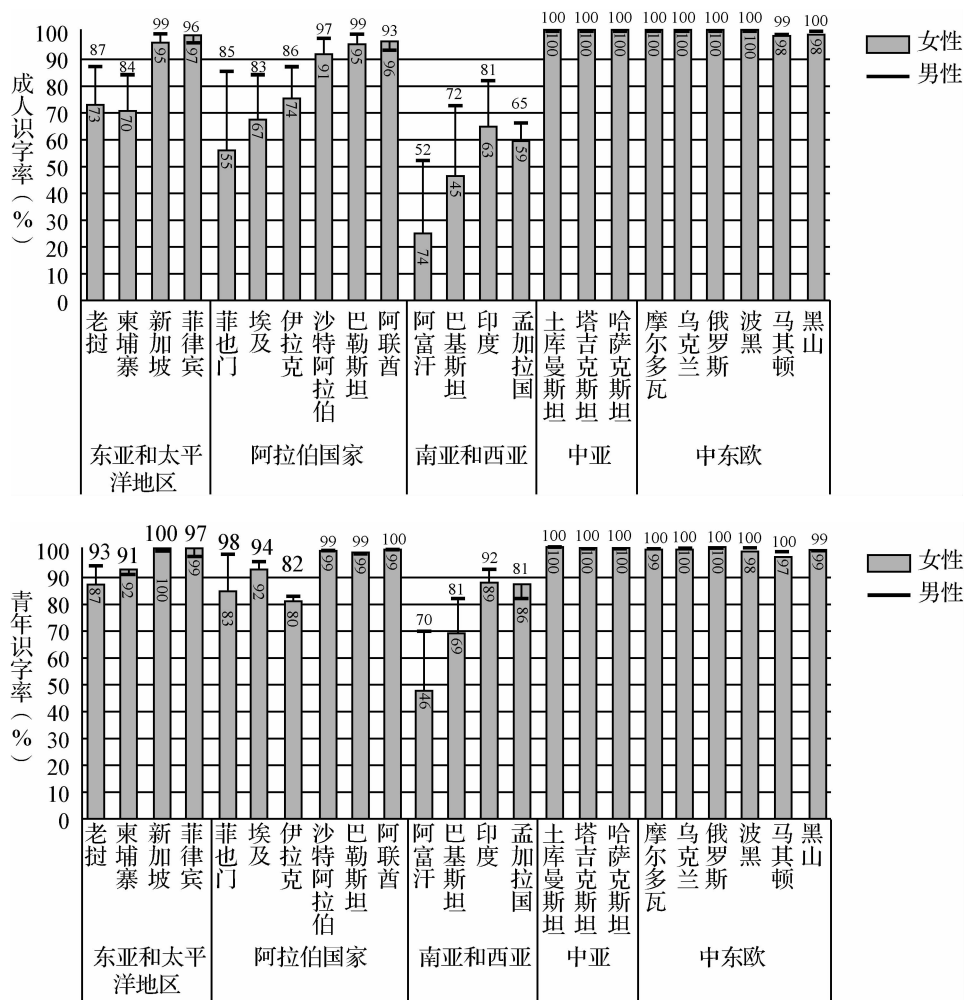 成人识字率（%）
100
90
80
70
60
50
40
30
20
10
0
87 84 99 96 85 83 86 97 99 93 52 72 81 65 100 100 100 100 100 100 100 99 100
73 70 95 97 55 67 74 91 95 96 74 45 63 59 100 100 100 100 100 100 100 98 98
女性
男性
老挝 柬埔寨 新加坡 菲律宾 菲也门 埃及 伊拉克 沙特阿拉伯 巴勒斯坦 阿联酋 阿富汗 巴基斯坦 印度 孟加拉国 土库曼斯坦 塔吉克斯坦 哈萨克斯坦 摩尔多瓦 乌克兰 俄罗斯 波黑 马其顿 黑山
东亚和太平洋地区 阿拉伯国家 南亚和西亚 中亚 中东欧
青年识字率（%）
100
90
80
70
60
50
40
30
20
10
0
93 91 100 97 98 94 82 99 99 100 70 81 92 81 100 100 100 100 100 100 100 100 99
87 92 100 99 83 92 80 99 99 99 46 69 89 86 100 100 100 99 100 100 98 97 99
女性
男性
老挝 柬埔寨 新加坡 菲律宾 菲也门 埃及 伊拉克 沙特阿拉伯 巴勒斯坦 阿联酋 阿富汗 巴基斯坦 印度 孟加拉国 土库曼斯坦 塔吉克斯坦 哈萨克斯坦 摩尔多瓦 乌克兰 俄罗斯 波黑 马其顿 黑山
东亚和太平洋地区 阿拉伯国家 南亚和西亚 中亚 中东欧